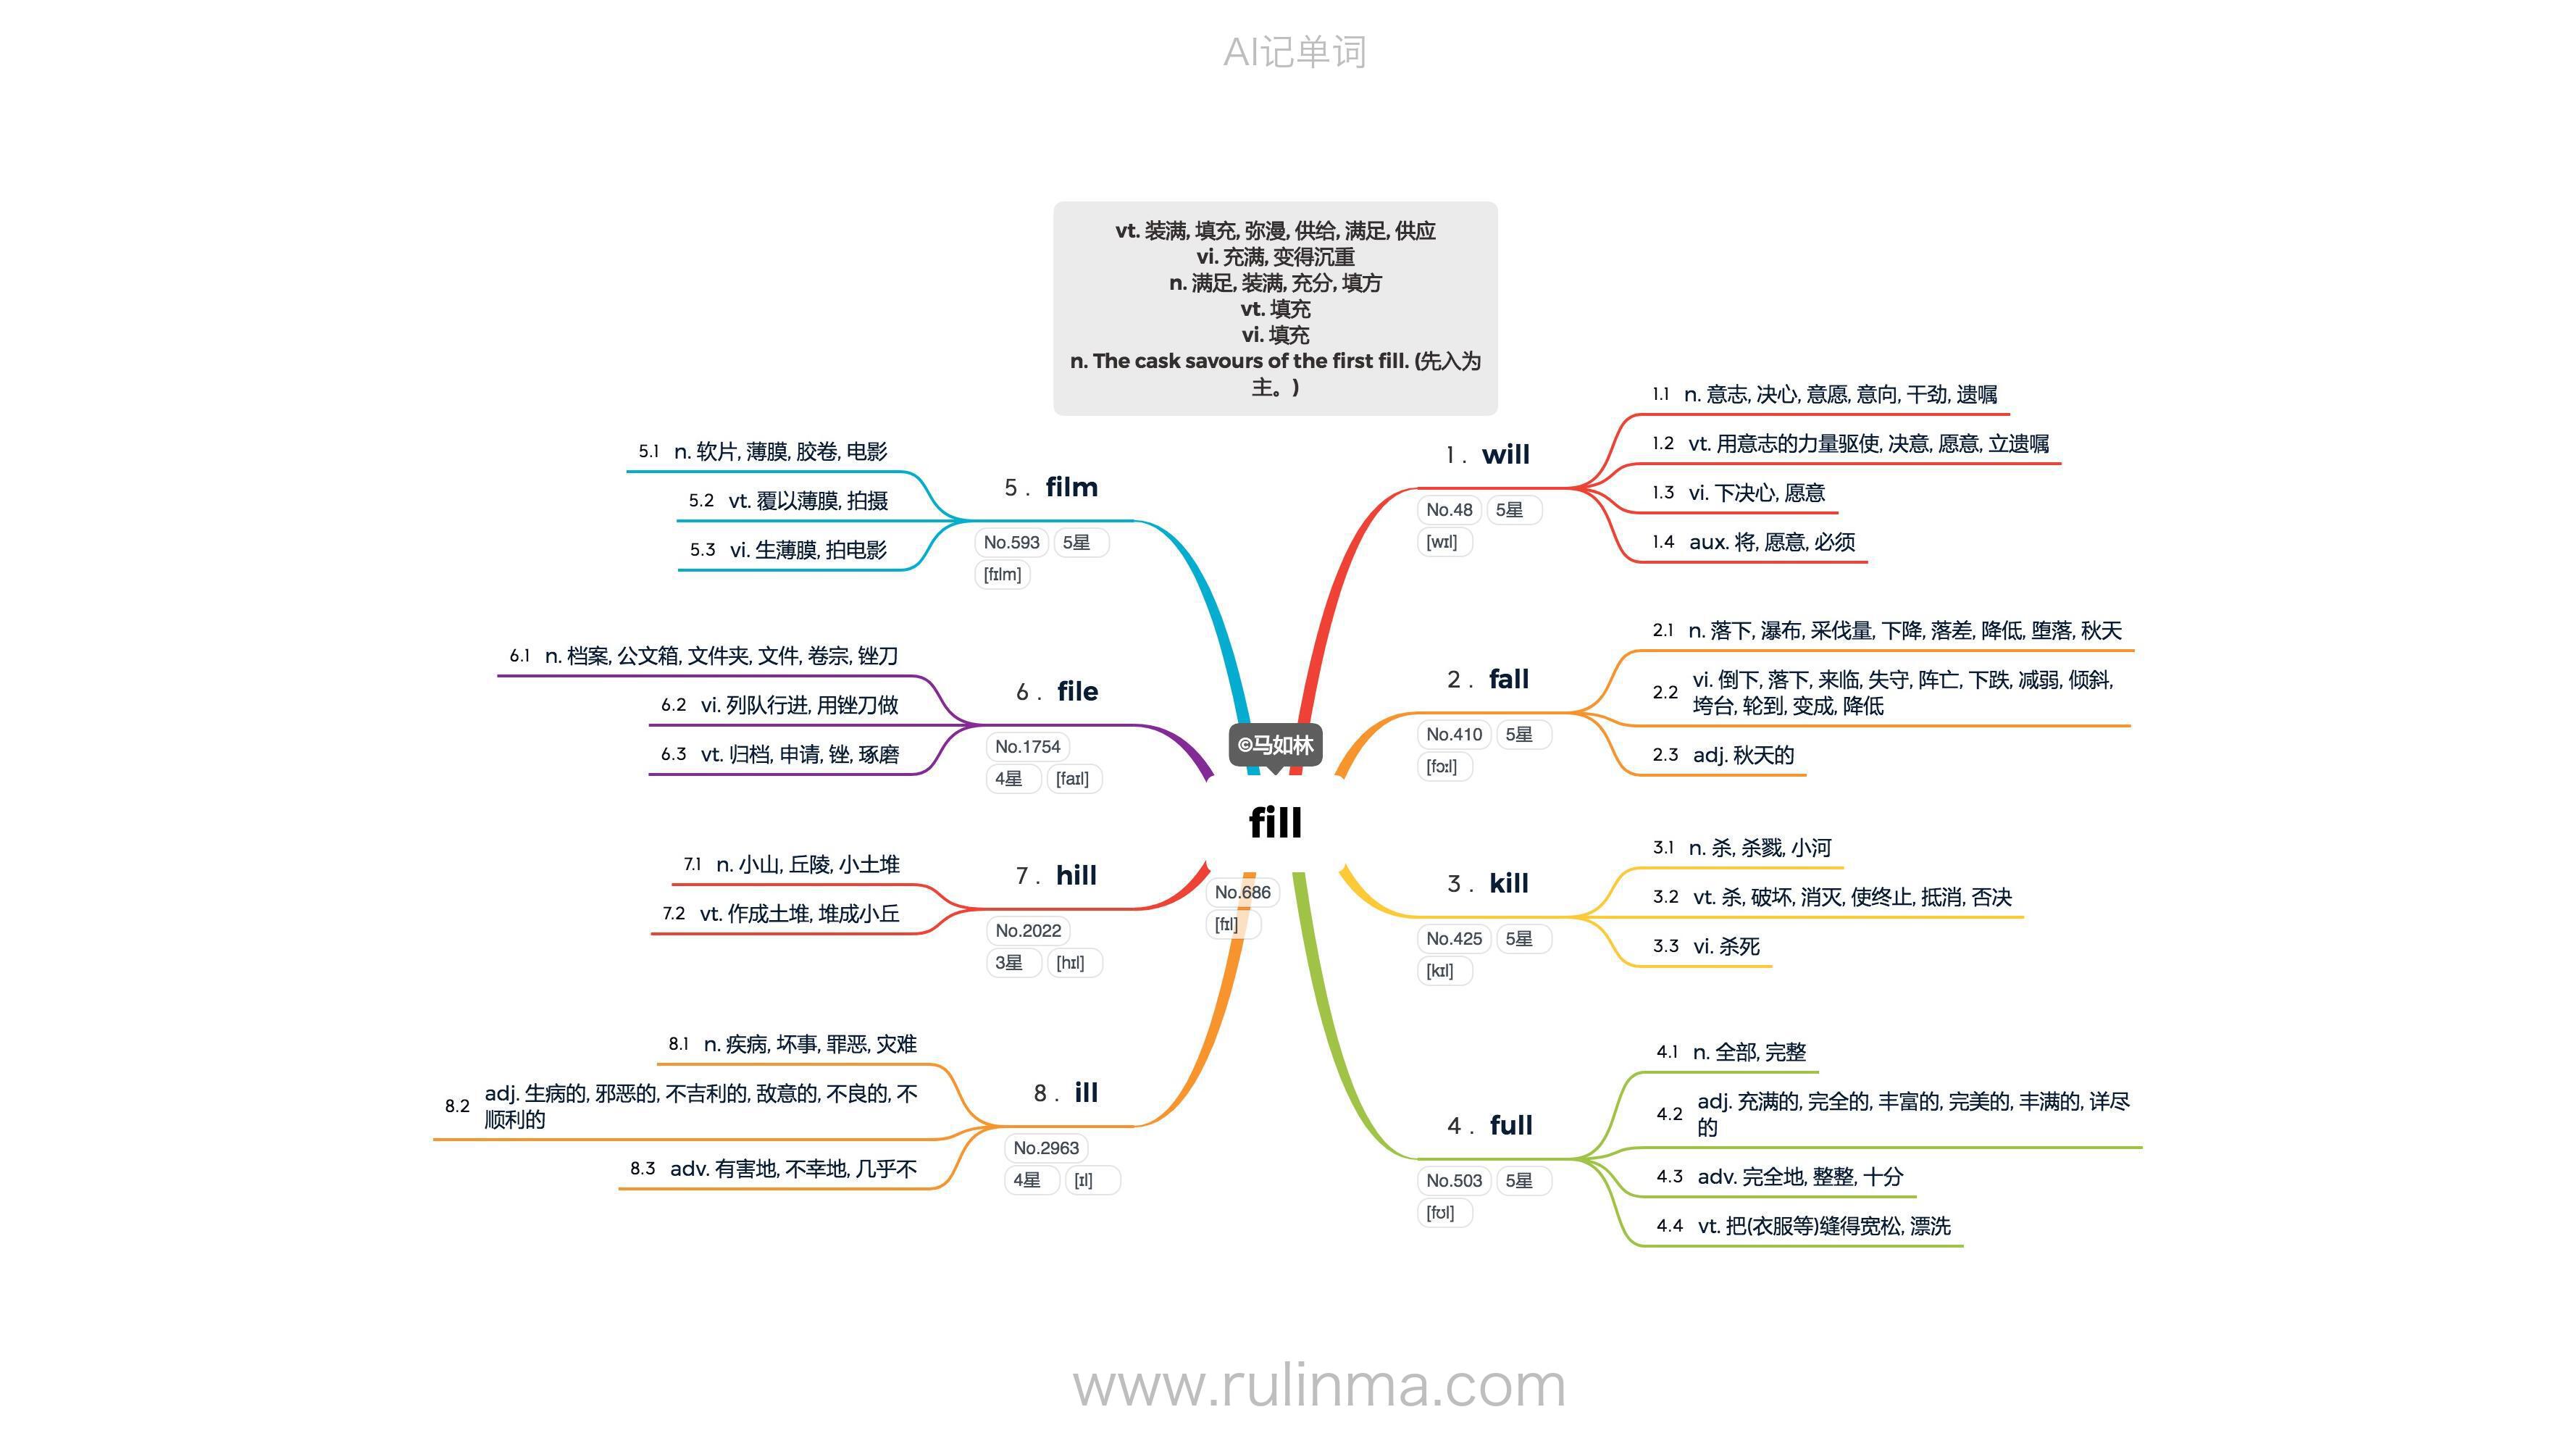 AI记单词
vt. 装满, 填充, 弥漫, 供给, 满足, 供应
vi. 充满, 变得沉重
n. 满足, 装满, 充分, 填方
vt. 填充
vi. 填充
n. The cask savours of the first fill. (先入为
主。)
©马如林
fill
No.686
[fɪl]
1 . will
No.48 5星
[wɪl]
1.1 n. 意志, 决心, 意愿, 意向, 干劲, 遗嘱
1.2 vt. 用意志的力量驱使, 决意, 愿意, 立遗嘱
1.3 vi. 下决心, 愿意
1.4 aux. 将, 愿意, 必须
2 . fall
No.410 5星
[fɔːl]
2.1 n. 落下, 瀑布, 采伐量, 下降, 落差, 降低, 堕落, 秋天
2.2 vi. 倒下, 落下, 来临, 失守, 阵亡, 下跌, 减弱, 倾斜,
垮台, 轮到, 变成, 降低
2.3 adj. 秋天的
3 . kill
No.425 5星
[kɪl]
3.1 n. 杀, 杀戮, 小河
3.2 vt. 杀, 破坏, 消灭, 使终止, 抵消, 否决
3.3 vi. 杀死
4 . full
No.503 5星
[fʊl]
4.1 n. 全部, 完整
4.2 adj. 充满的, 完全的, 丰富的, 完美的, 丰满的, 详尽
的
4.3 adv. 完全地, 整整, 十分
4.4 vt. 把(衣服等)缝得宽松, 漂洗
5 . film
No.593 5星
[fɪlm]
5.1 n. 软片, 薄膜, 胶卷, 电影
5.2 vt. 覆以薄膜, 拍摄
5.3 vi. 生薄膜, 拍电影
6 . file
No.1754
4星 [faɪl]
6.1 n. 档案, 公文箱, 文件夹, 文件, 卷宗, 锉刀
6.2 vi. 列队行进, 用锉刀做
6.3 vt. 归档, 申请, 锉, 琢磨
7 . hill
No.2022
3星 [hɪl]
7.1 n. 小山, 丘陵, 小土堆
7.2 vt. 作成土堆, 堆成小丘
8 . ill
No.2963
4星 [ɪl]
8.1 n. 疾病, 坏事, 罪恶, 灾难
8.2 adj. 生病的, 邪恶的, 不吉利的, 敌意的, 不良的, 不
顺利的
8.3 adv. 有害地, 不幸地, 几乎不
www.rulinma.com